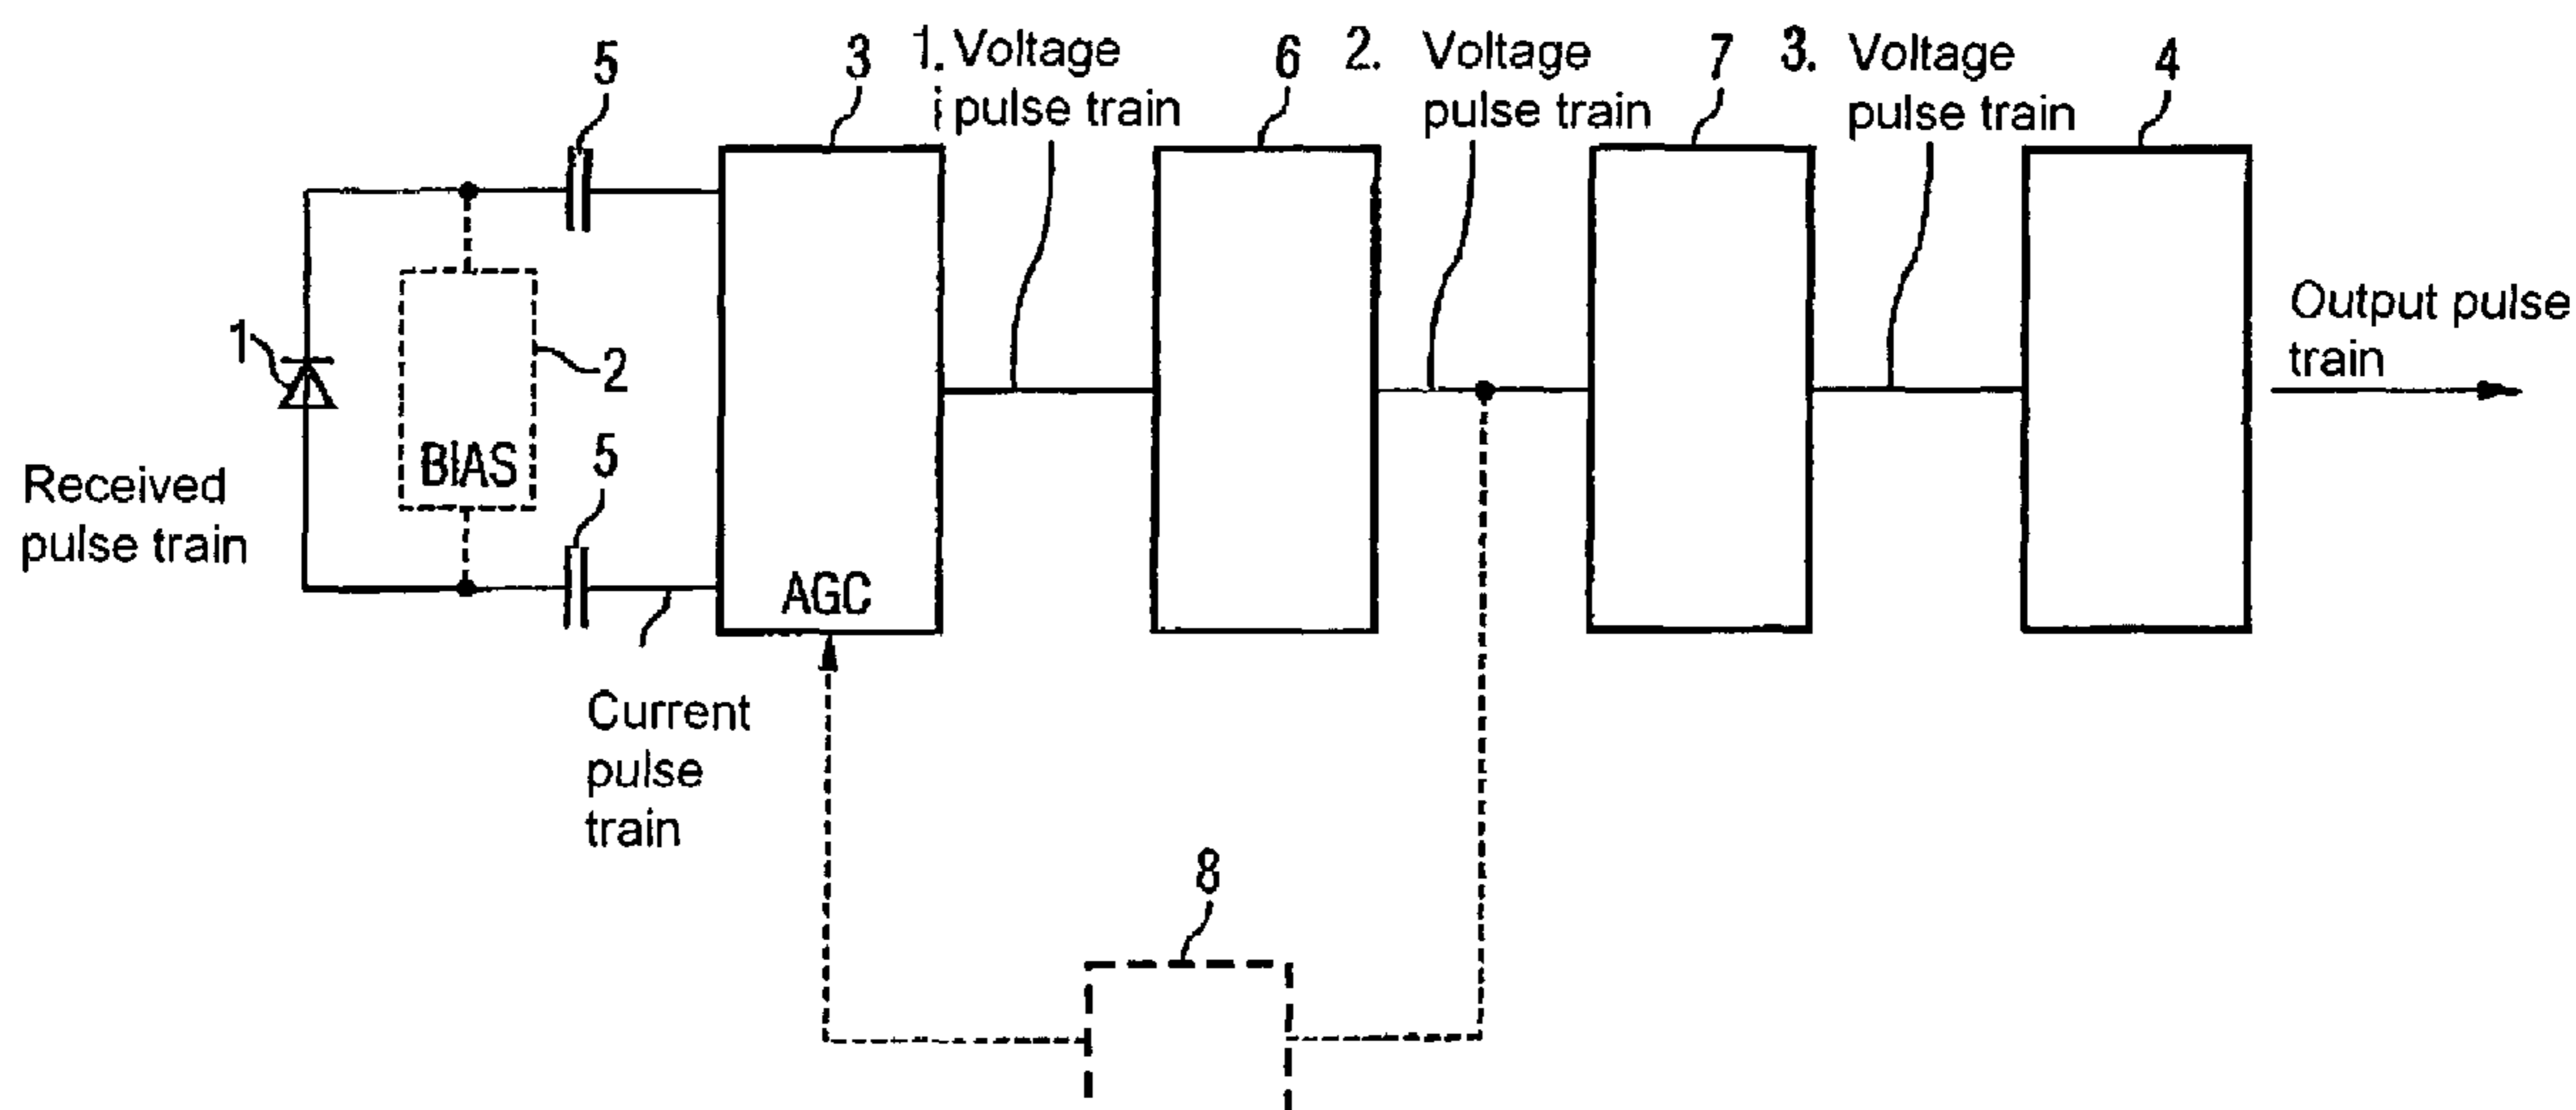 5
3
1. Voltage
pulse train
6
2. Voltage
pulse train
7
3. Voltage
pulse train
4
1
2
BIAS
Output pulse
train
Received
pulse train
5
AGC
Current
pulse
train
8